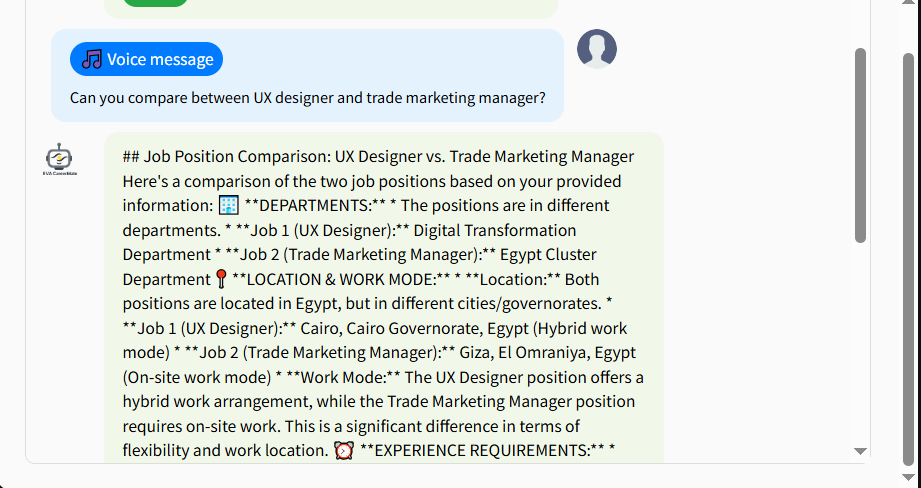 🎵 Voice message
Can you compare between UX designer and trade marketing manager?
EVA CareerMate
## Job Position Comparison: UX Designer vs. Trade Marketing Manager
Here's a comparison of the two job positions based on your provided
information: 🏢 **DEPARTMENTS:** * The positions are in different
departments. * **Job 1 (UX Designer):** Digital Transformation
Department * **Job 2 (Trade Marketing Manager):** Egypt Cluster
Department 📍 **LOCATION & WORK MODE:** * **Location:** Both
positions are located in Egypt, but in different cities/governorates. *
**Job 1 (UX Designer):** Cairo, Cairo Governorate, Egypt (Hybrid work
mode) * **Job 2 (Trade Marketing Manager):** Giza, El Omraniya, Egypt
(On-site work mode) * **Work Mode:** The UX Designer position offers a
hybrid work arrangement, while the Trade Marketing Manager position
requires on-site work. This is a significant difference in terms of
flexibility and work location. ⏰ **EXPERIENCE REQUIREMENTS:** *